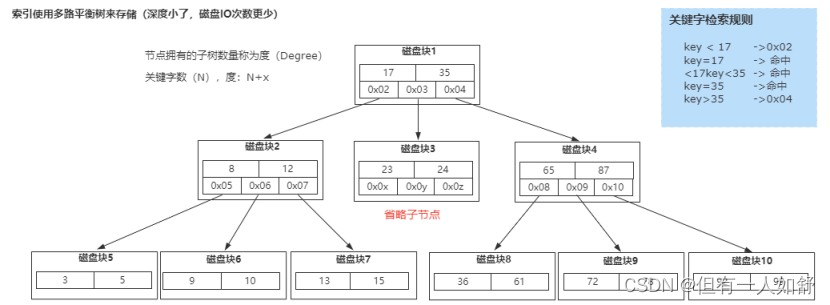 索引使用多路平衡树来存储（深度小了，磁盘IO次数更少）
节点拥有的子树数量称为度（Degree）
关键字数（N），度：N+x
关键字检索规则
key < 17 ->0x02
key=17 -> 命中
<17key<35 -> 命中
key=35 ->命中
key>35 ->0x04
磁盘块1
17 35
0x02 0x03 0x04
磁盘块2
8 12
0x05 0x06 0x07
磁盘块3
23 24
0x0x 0x0y 0x0z
省略子节点
磁盘块4
65 87
0x08 0x09 0x10
磁盘块5
3 5
磁盘块6
9 10
磁盘块7
13 15
磁盘块8
36 61
磁盘块9
72
磁盘块10
CSDN @但有一人如舒